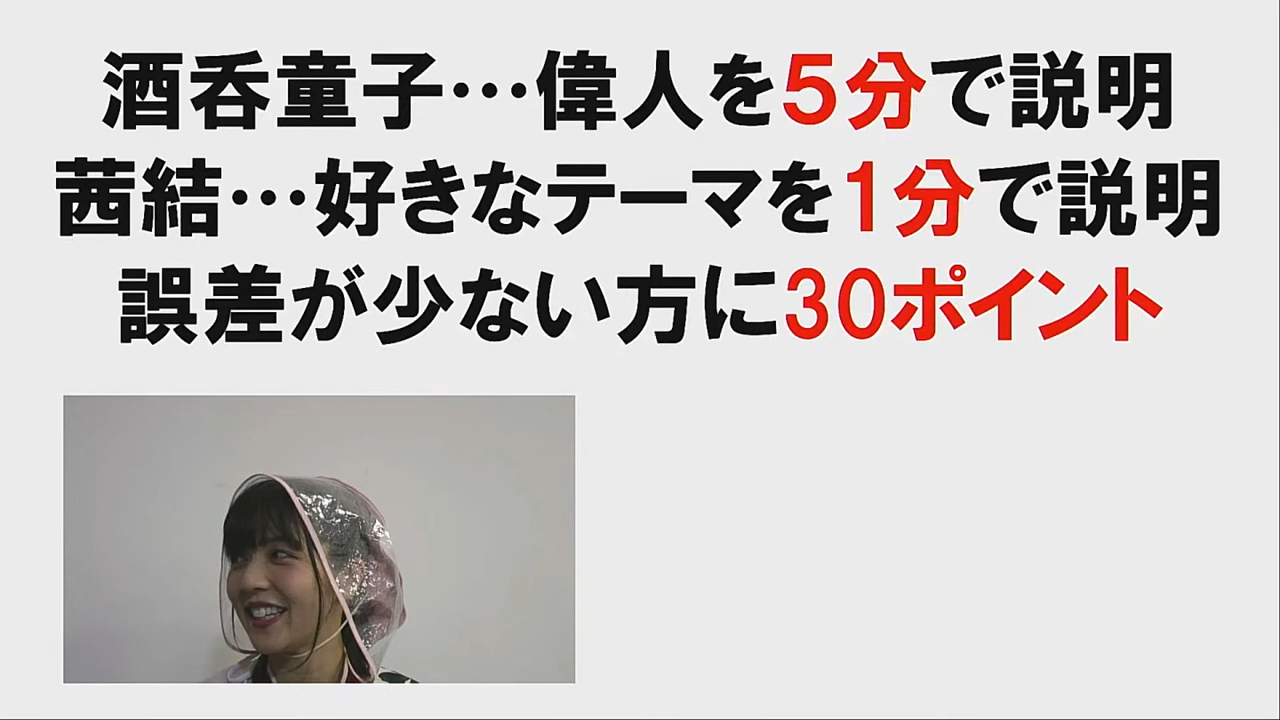 酒呑童子…偉人を5分で説明
茜結…好きなテーマを1分で説明
誤差が少ない方に30ポイント